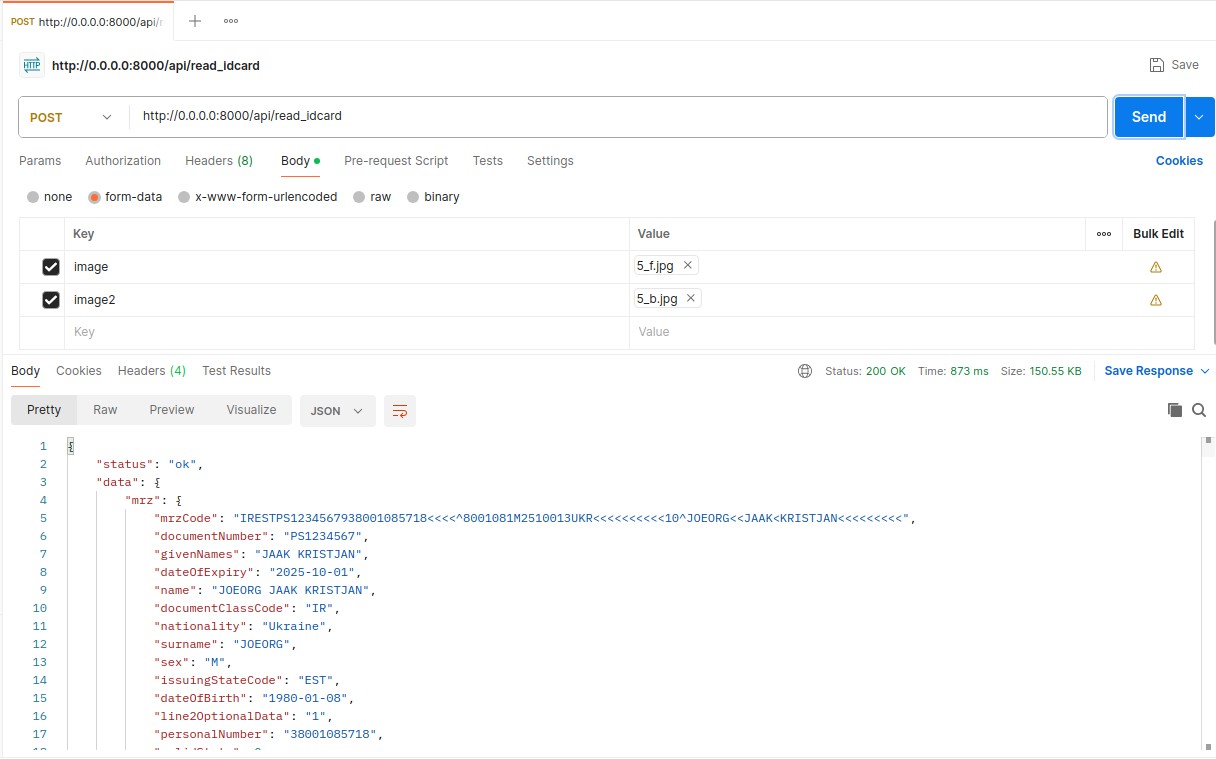 POST http://0.0.0.0:8000/api/r
http://0.0.0.0:8000/api/read_idcard
Save
POST http://0.0.0.0:8000/api/read_idcard Send
Params Authorization Headers (8) Body Pre-request Script Tests Settings Cookies
none form-data x-www-form-urlencoded raw binary
Key Value Bulk Edit
image 5_f.jpg
image2 5_b.jpg
Key Value
Body Cookies Headers (4) Test Results Status: 200 OK Time: 873 ms Size: 150.55 KB Save Response
Pretty Raw Preview Visualize JSON
1 {
2 "status": "ok",
3 "data": {
4 "mrz": {
5 "mrzCode": "IRESTPS1234567938001085718<<<<^8001081M2510013UKR<<<<<<<<<<<10^JOEORG<<JAAK<KRISTJAN<<<<<<<<<",
6 "documentNumber": "PS1234567",
7 "givenNames": "JAAK KRISTJAN",
8 "dateOfExpiry": "2025-10-01",
9 "name": "JOEORG JAAK KRISTJAN",
10 "documentClassCode": "IR",
11 "nationality": "Ukraine",
12 "surname": "JOEORG",
13 "sex": "M",
14 "issuingStateCode": "EST",
15 "dateOfBirth": "1980-01-08",
16 "line2OptionalData": "1",
17 "personalNumber": "38001085718",